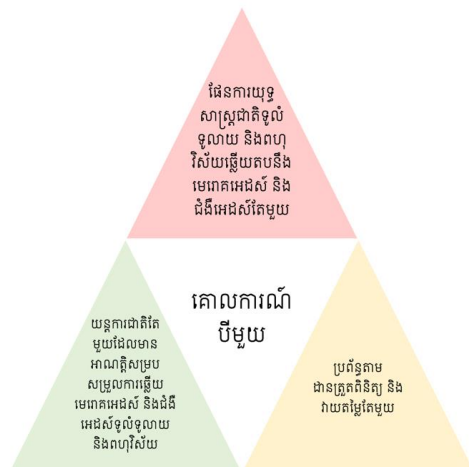 ផែនការយុទ្ធ
សាស្ត្រជាតិទូលំ
ទូលាយ និងពហុ
វិស័យឆ្លើយតបនឹង
មេរោគអេដស៍ និង
ជំងឺអេដស៍តែមួយ
គោលការណ៍
បីមួយ
យន្តការជាតិតែ
មួយដែលមាន
អាណត្តិសម្រប
សម្រួលការឆ្លើយ
មេរោគអេដស៍ និងជំងឺ
អេដស៍ទូលំទូលាយ
និងពហុវិស័យ
ប្រព័ន្ធតាម
ដានត្រួតពិនិត្យ និង
វាយតម្លៃតែមួយ